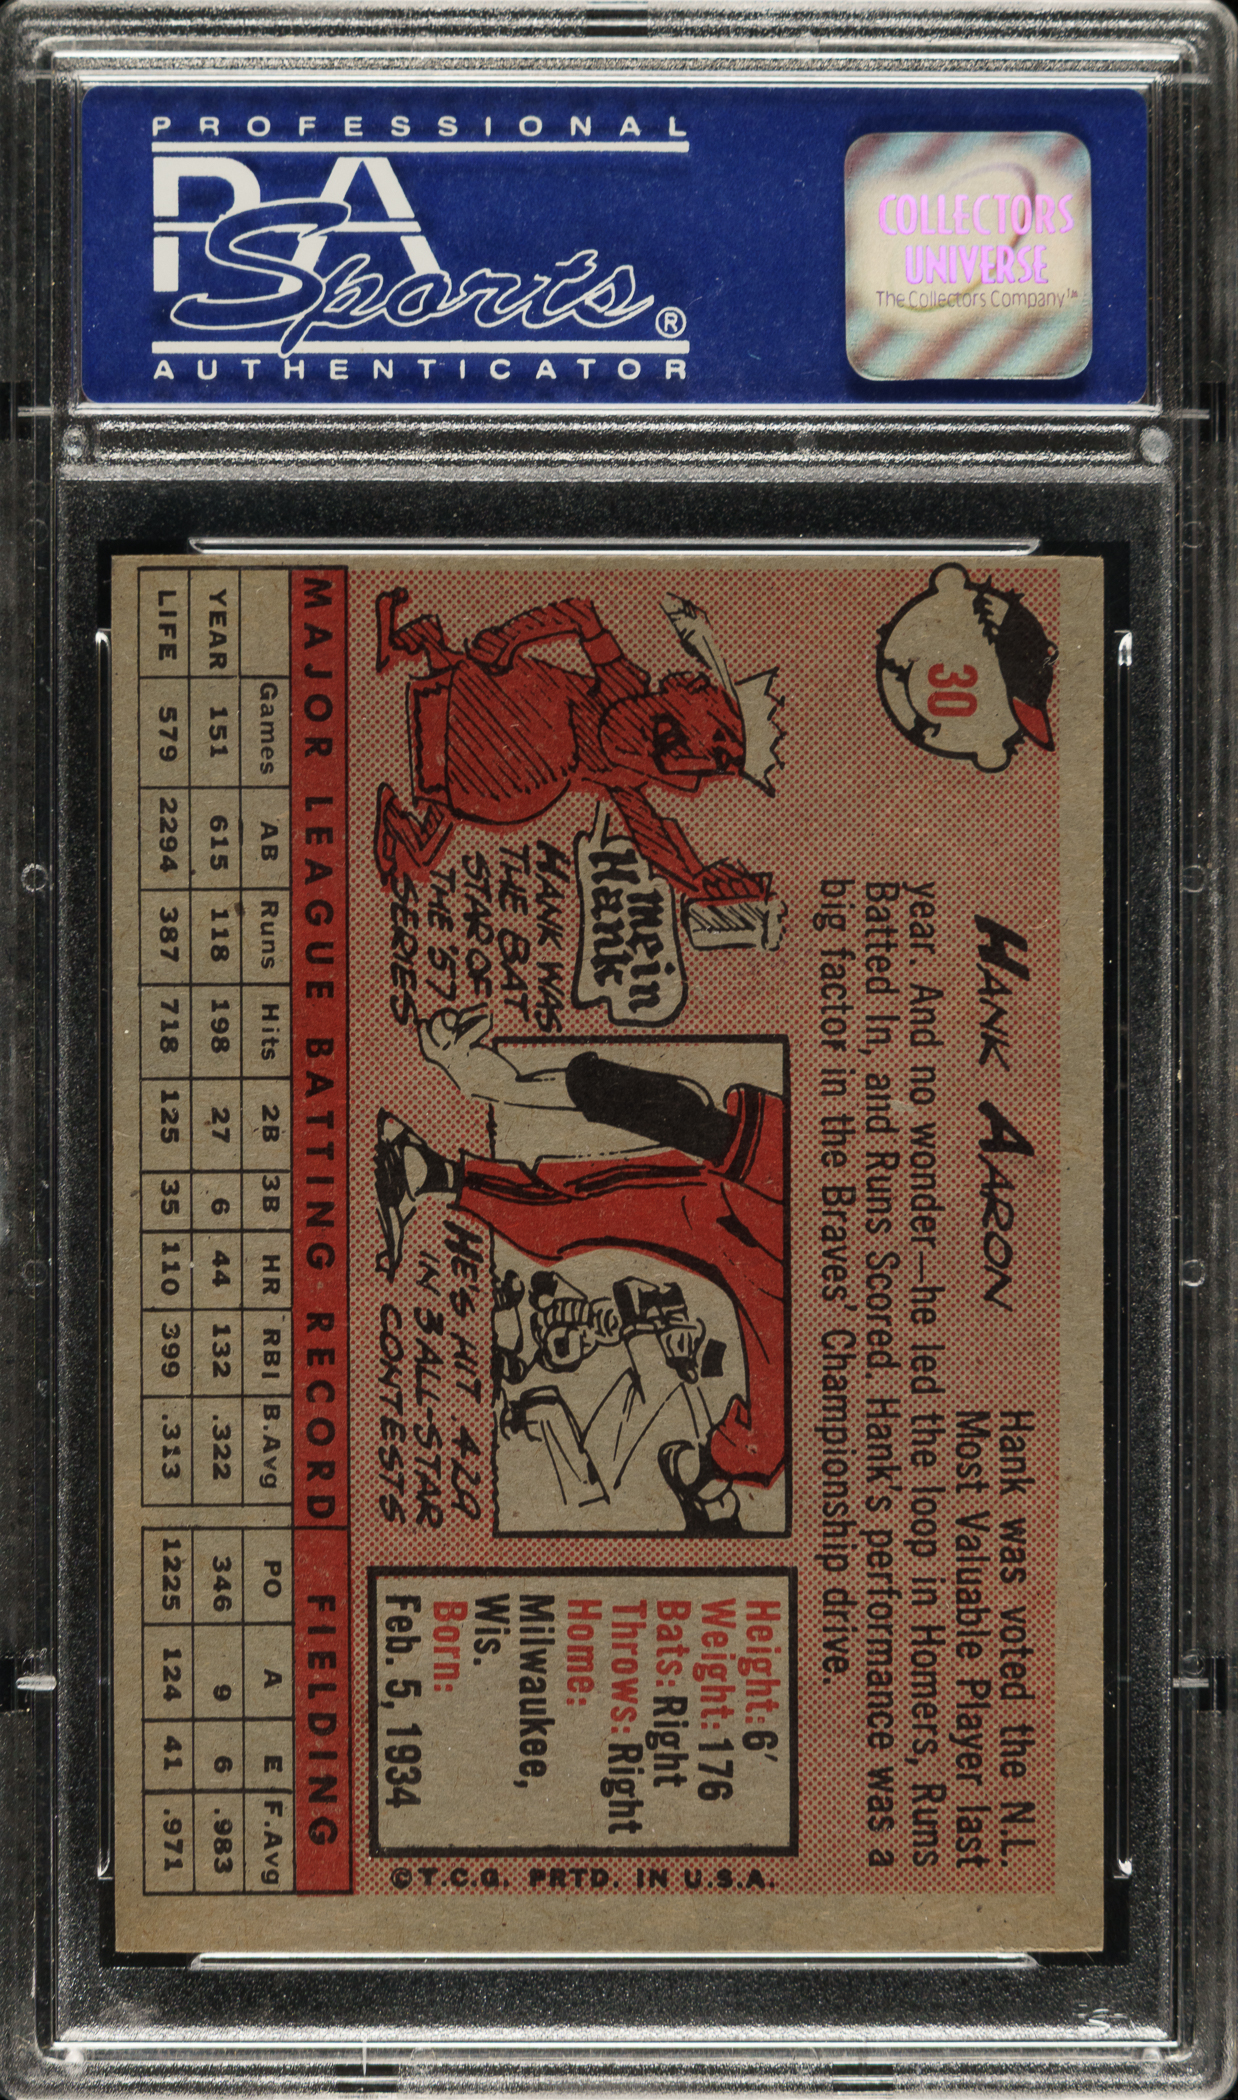 PROFESSIONAL
PSA
Sports®
AUTHENTICATOR
COLLECTORS
UNIVERSE
The Collectors Company™
30
HANK AARON
Hank was voted the N.L.
Most Valuable Player last
year. And no wonder—he led the loop in Homers, Runs
Batted In, and Runs Scored. Hank's performance was a
big factor in the Braves' Championship drive.
Mein
Hank
HANK WAS
THE BAT
STAR OF
THE '57
SERIES
HE'S HIT .420
IN 3 ALL-STAR
CONTESTS
Height: 6'
Weight: 176
Bats: Right
Throws: Right
Home:
Milwaukee,
Wis.
Born:
Feb. 5, 1934
©T.C.G. PRTD. IN U.S.A.
MAJOR LEAGUE BATTING RECORD FIELDING
Games AB Runs Hits 2B 3B HR RBI B.Avg PO A E F.Avg
YEAR 151 615 118 198 27 6 44 132 .322 346 9 6 .983
LIFE 579 2294 387 718 125 35 110 399 .313 1225 124 41 .971